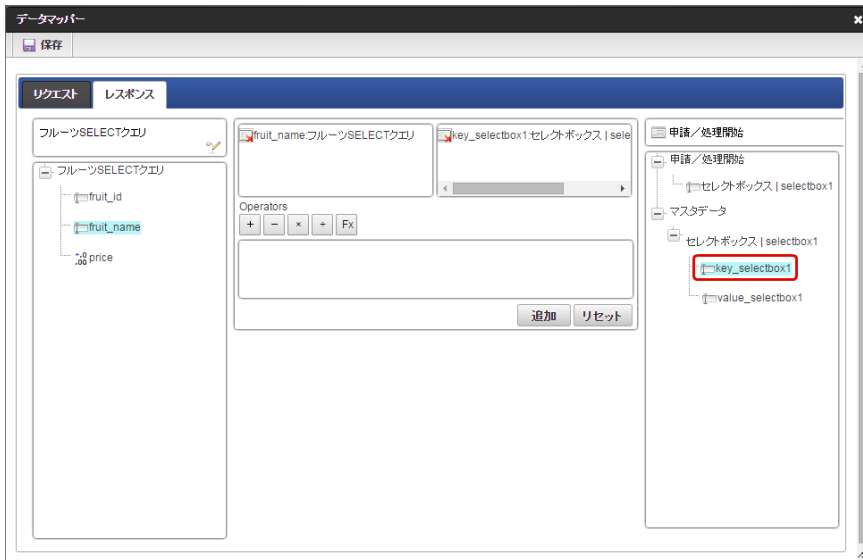 データマッパー
保存
リクエスト レスポンス
フルーツSELECTクエリ
フルーツSELECTクエリ
fruit_id
fruit_name
price
fruit_name:フルーツSELECTクエリ
key_selectbox1:セレクトボックス | sele
Operators
+ − × ÷ Fx
追加 リセット
申請／処理開始
申請／処理開始
セレクトボックス | selectbox1
マスタデータ
セレクトボックス | selectbox1
key_selectbox1
value_selectbox1